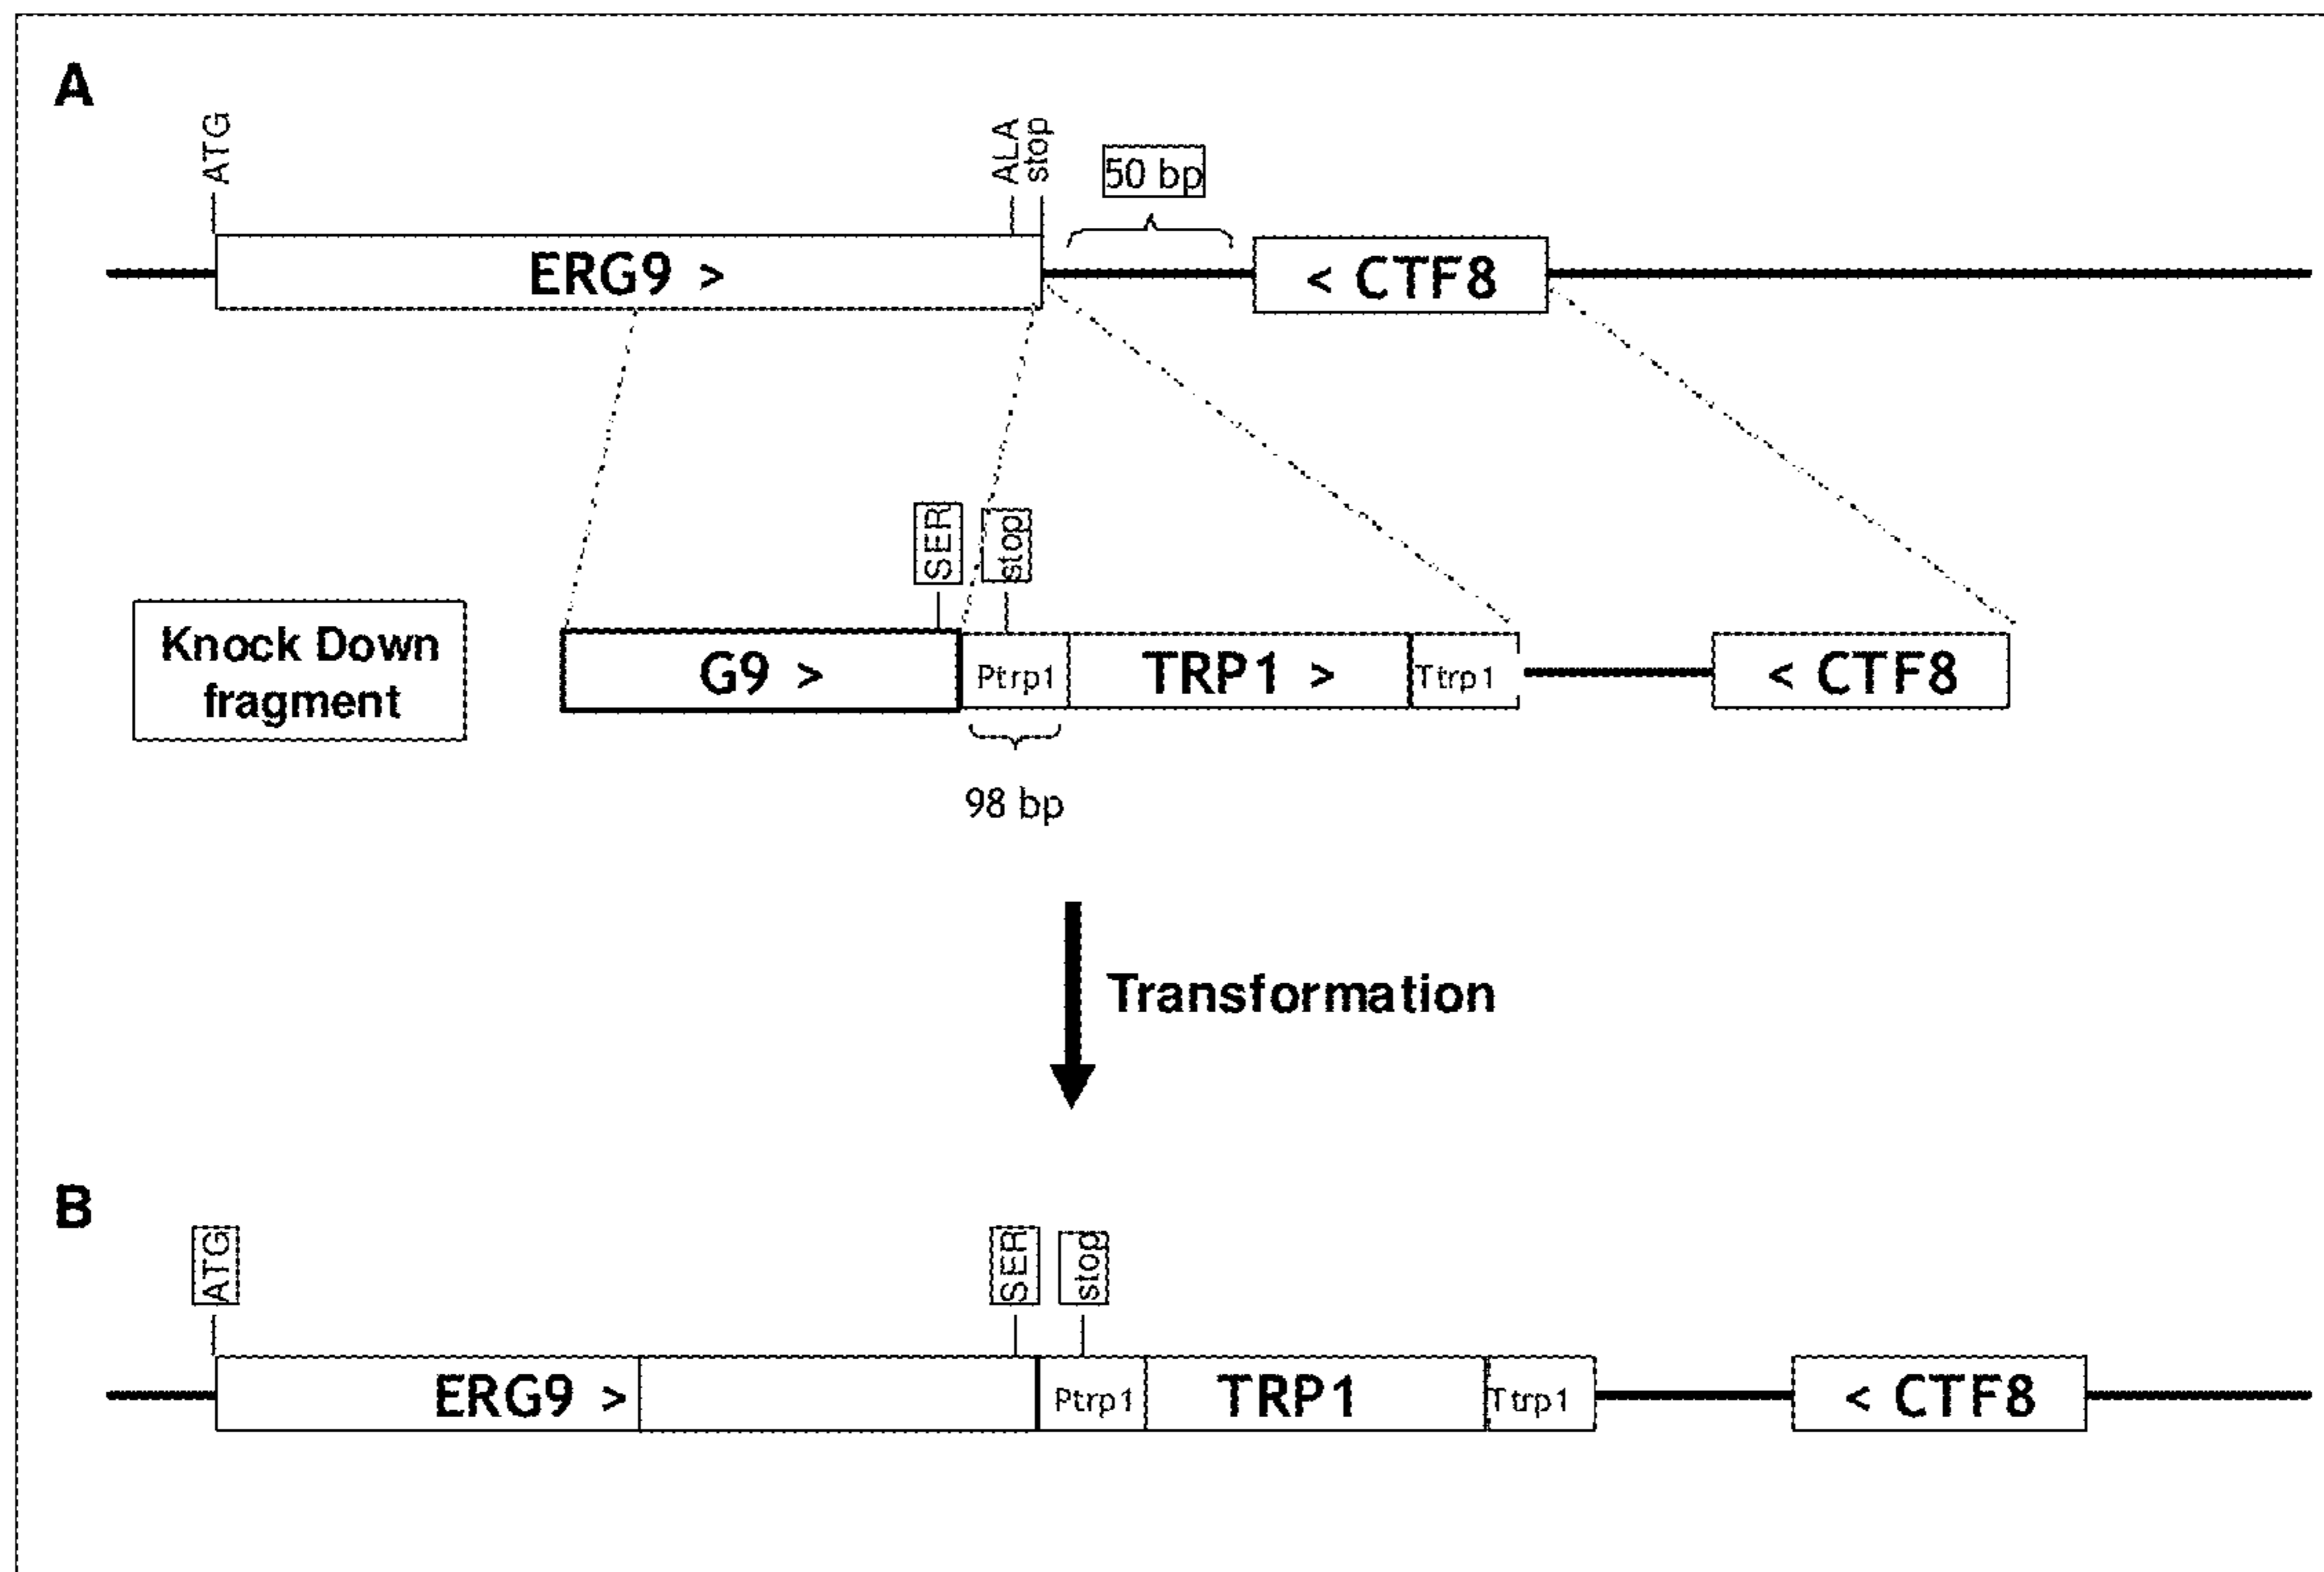 A
ATG
ALA
stop
50 bp
ERG9 >
< CTF8
SER
stop
Knock Down
fragment
G9 >
Ptrp1
TRP1 >
Ttrp1
< CTF8
98 bp
Transformation
B
ATG
SER
stop
ERG9 >
Ptrp1
TRP1
Ttrp1
< CTF8